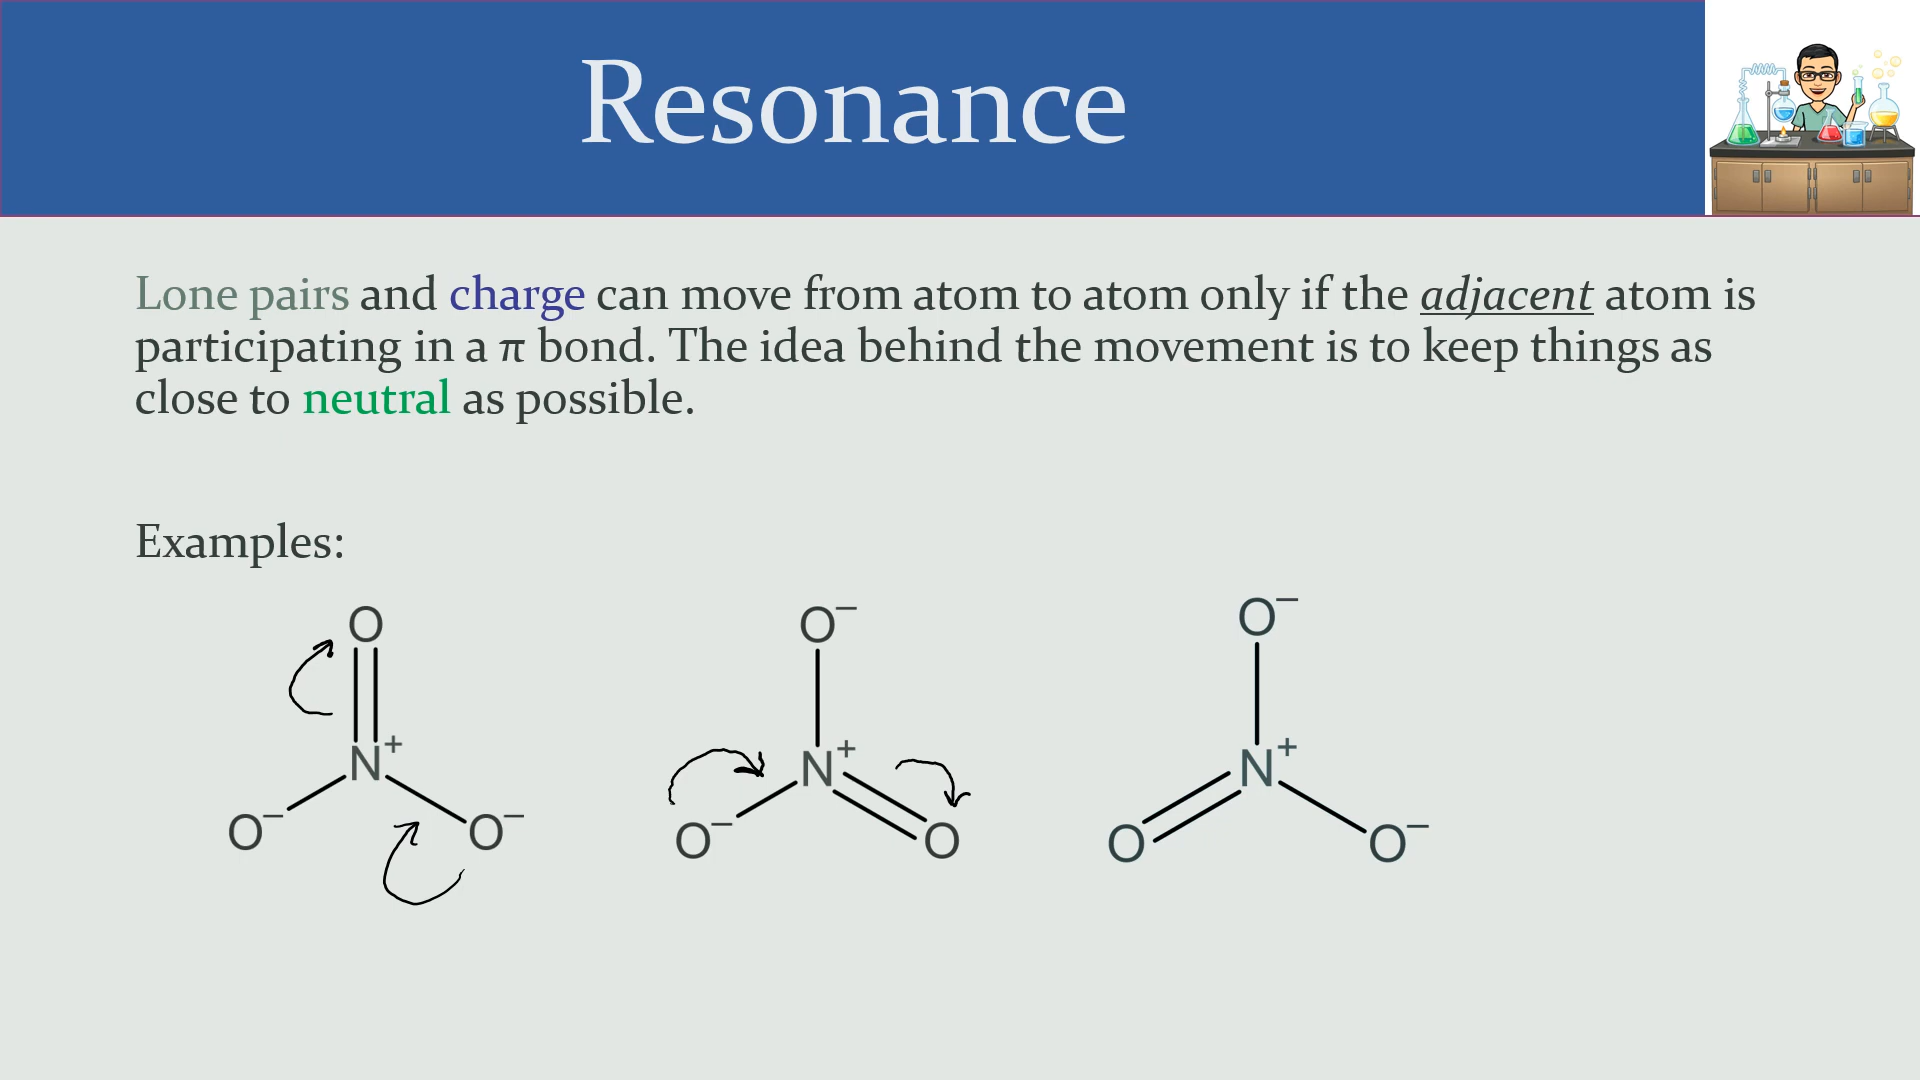 Resonance
Lone pairs and charge can move from atom to atom only if the adjacent atom is
participating in a π bond. The idea behind the movement is to keep things as
close to neutral as possible.
Examples:
O
N⁺
O⁻
O⁻
O⁻
N⁺
O⁻
O
O⁻
N⁺
O
O⁻